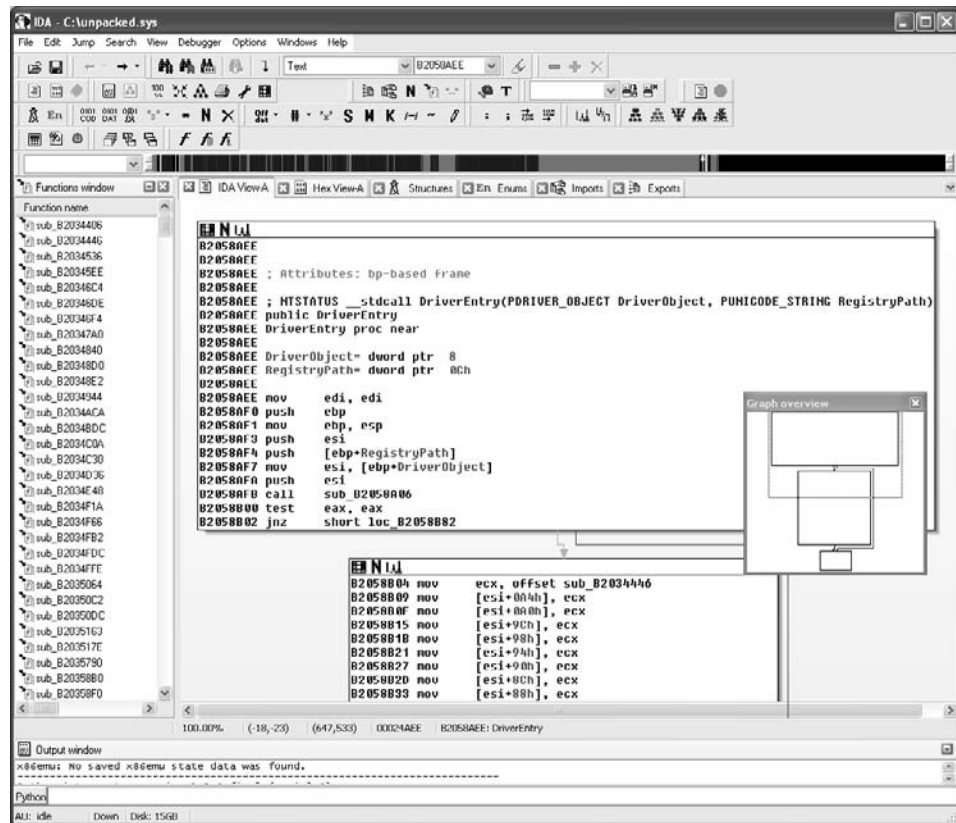 IDA - C:\unpacked.sys
File Edit Jump Search View Debugger Options Windows Help
Text B2058AEE
En
Functions window
IDA View-A Hex View-A Structures En Enums Imports Exports
Function name
sub_B2034406
sub_B2034446
sub_B2034536
sub_B20345EE
sub_B20346C4
sub_B20346DE
sub_B20346F4
sub_B20347A0
sub_B2034840
sub_B20348D0
sub_B20348E2
sub_B2034944
sub_B2034ACA
sub_B2034BDC
sub_B2034C0A
sub_B2034C30
sub_B2034D36
sub_B2034E48
sub_B2034F1A
sub_B2034F66
sub_B2034FB2
sub_B2034FDC
sub_B2034FFE
sub_B2035064
sub_B20350C2
sub_B20350DC
sub_B2035163
sub_B203517E
sub_B2035790
sub_B20358B0
sub_B20358F0
B2058AEE
B2058AEE
B2058AEE ; Attributes: bp-based frame
B2058AEE
B2058AEE ; NTSTATUS __stdcall DriverEntry(PDRIVER_OBJECT DriverObject, PUNICODE_STRING RegistryPath)
B2058AEE public DriverEntry
B2058AEE DriverEntry proc near
B2058AEE
B2058AEE DriverObject= dword ptr 8
B2058AEE RegistryPath= dword ptr 0Ch
B2058AEE
B2058AEE mov edi, edi
B2058AF0 push ebp
B2058AF1 mov ebp, esp
B2058AF3 push esi
B2058AF4 push [ebp+RegistryPath]
B2058AF7 mov esi, [ebp+DriverObject]
B2058AFA push esi
B2058AFB call sub_B2058A06
B2058B00 test eax, eax
B2058B02 jnz short loc_B2058B82
Graph overview
B2058B04 mov ecx, offset sub_B2034446
B2058B09 mov [esi+0A4h], ecx
B2058B0F mov [esi+0A0h], ecx
B2058B15 mov [esi+9Ch], ecx
B2058B1B mov [esi+98h], ecx
B2058B21 mov [esi+94h], ecx
B2058B27 mov [esi+90h], ecx
B2058B2D mov [esi+8Ch], ecx
B2058B33 mov [esi+88h], ecx
100.00% (-18,-23) (647,533) 00024AEE B2058AEE: DriverEntry
Output window
x86emu: No saved x86emu state data was found.
Python
AU: idle Down Disk: 15GB